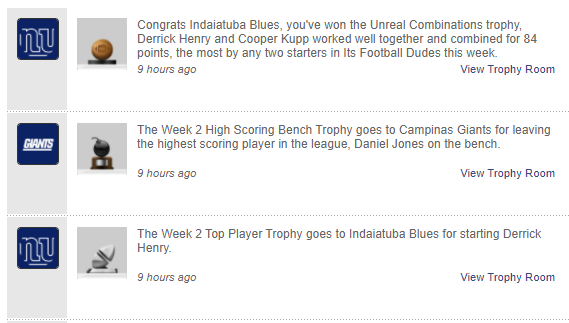 Congrats Indaiatuba Blues, you've won the Unreal Combinations trophy,
Derrick Henry and Cooper Kupp worked well together and combined for 84
points, the most by any two starters in Its Football Dudes this week.
9 hours ago View Trophy Room
GIANTS
The Week 2 High Scoring Bench Trophy goes to Campinas Giants for leaving
the highest scoring player in the league, Daniel Jones on the bench.
9 hours ago View Trophy Room
The Week 2 Top Player Trophy goes to Indaiatuba Blues for starting Derrick
Henry.
9 hours ago View Trophy Room